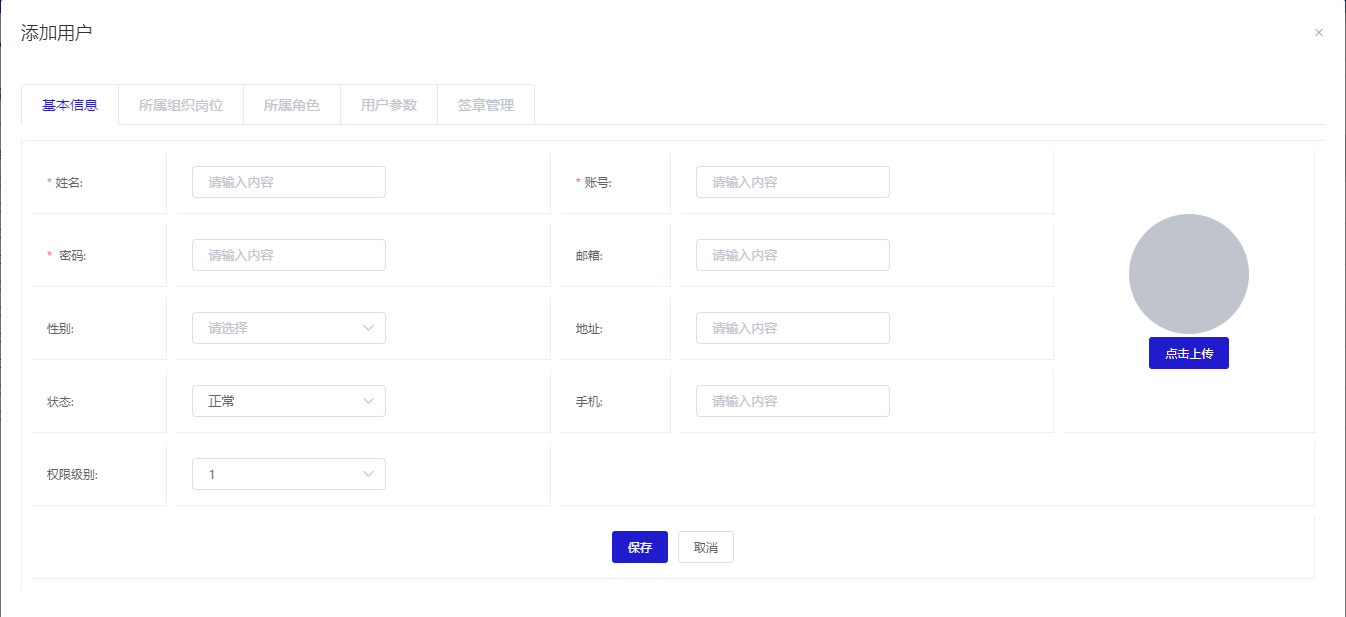 添加用户
×
基本信息 所属组织岗位 所属角色 用户参数 签章管理
* 姓名: 请输入内容 * 账号: 请输入内容
* 密码: 请输入内容 邮箱: 请输入内容
性别: 请选择 地址: 请输入内容
点击上传
状态: 正常 手机: 请输入内容
权限级别: 1
保存 取消